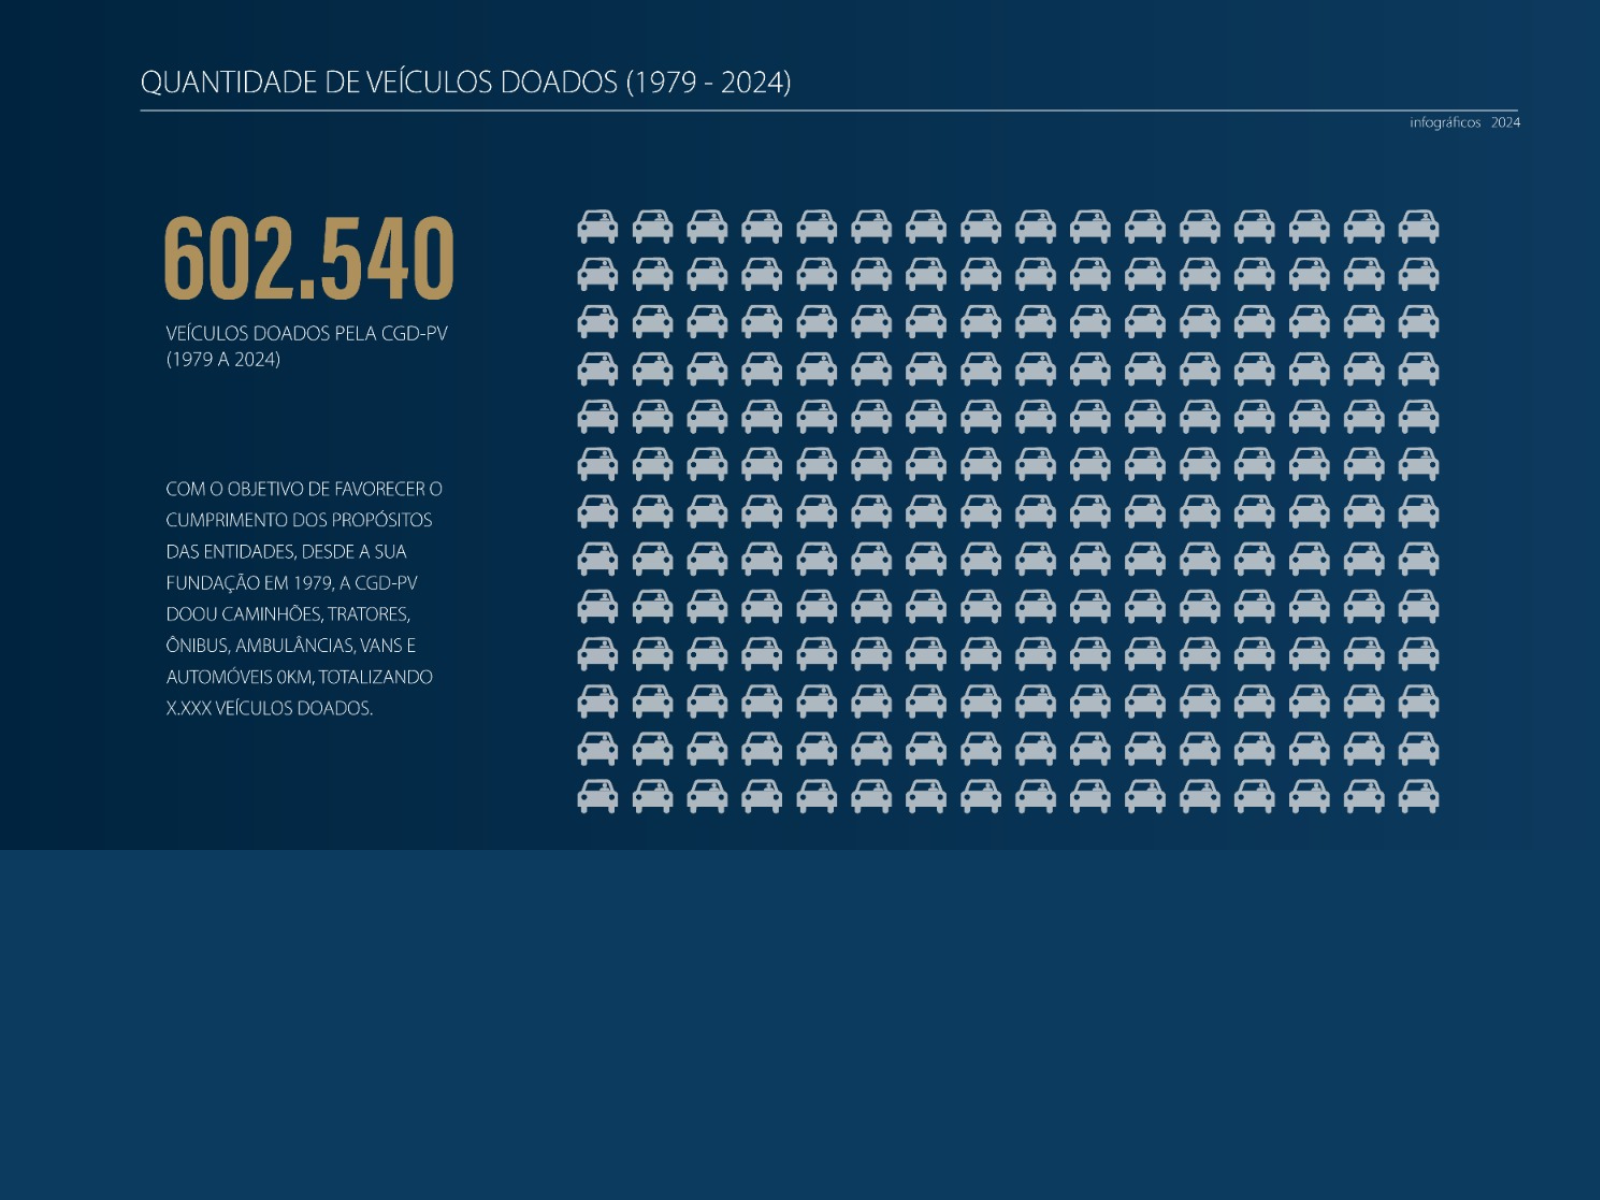 QUANTIDADE DE VEÍCULOS DOADOS (1979 - 2024)
infográficos 2024
602.540
VEÍCULOS DOADOS PELA CGD-PV
(1979 A 2024)
COM O OBJETIVO DE FAVORECER O
CUMPRIMENTO DOS PROPÓSITOS
DAS ENTIDADES, DESDE A SUA
FUNDAÇÃO EM 1979, A CGD-PV
DOOU CAMINHÕES, TRATORES,
ÔNIBUS, AMBULÂNCIAS, VANS E
AUTOMÓVEIS 0KM, TOTALIZANDO
X.XXX VEÍCULOS DOADOS.